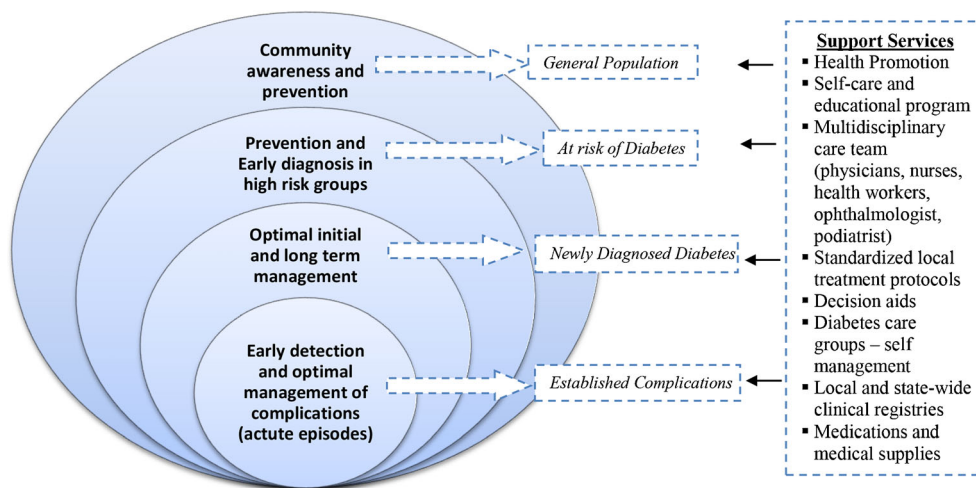 Community
awareness and
prevention
General Population
Prevention and
Early diagnosis in
high risk groups
At risk of Diabetes
Optimal initial
and long term
management
Newly Diagnosed Diabetes
Early detection
and optimal
management of
complications
(actute episodes)
Established Complications
Support Services
▪ Health Promotion
▪ Self-care and
educational program
▪ Multidisciplinary
care team
(physicians, nurses,
health workers,
ophthalmologist,
podiatrist)
▪ Standardized local
treatment protocols
▪ Decision aids
▪ Diabetes care
groups – self
management
▪ Local and state-wide
clinical registries
▪ Medications and
medical supplies